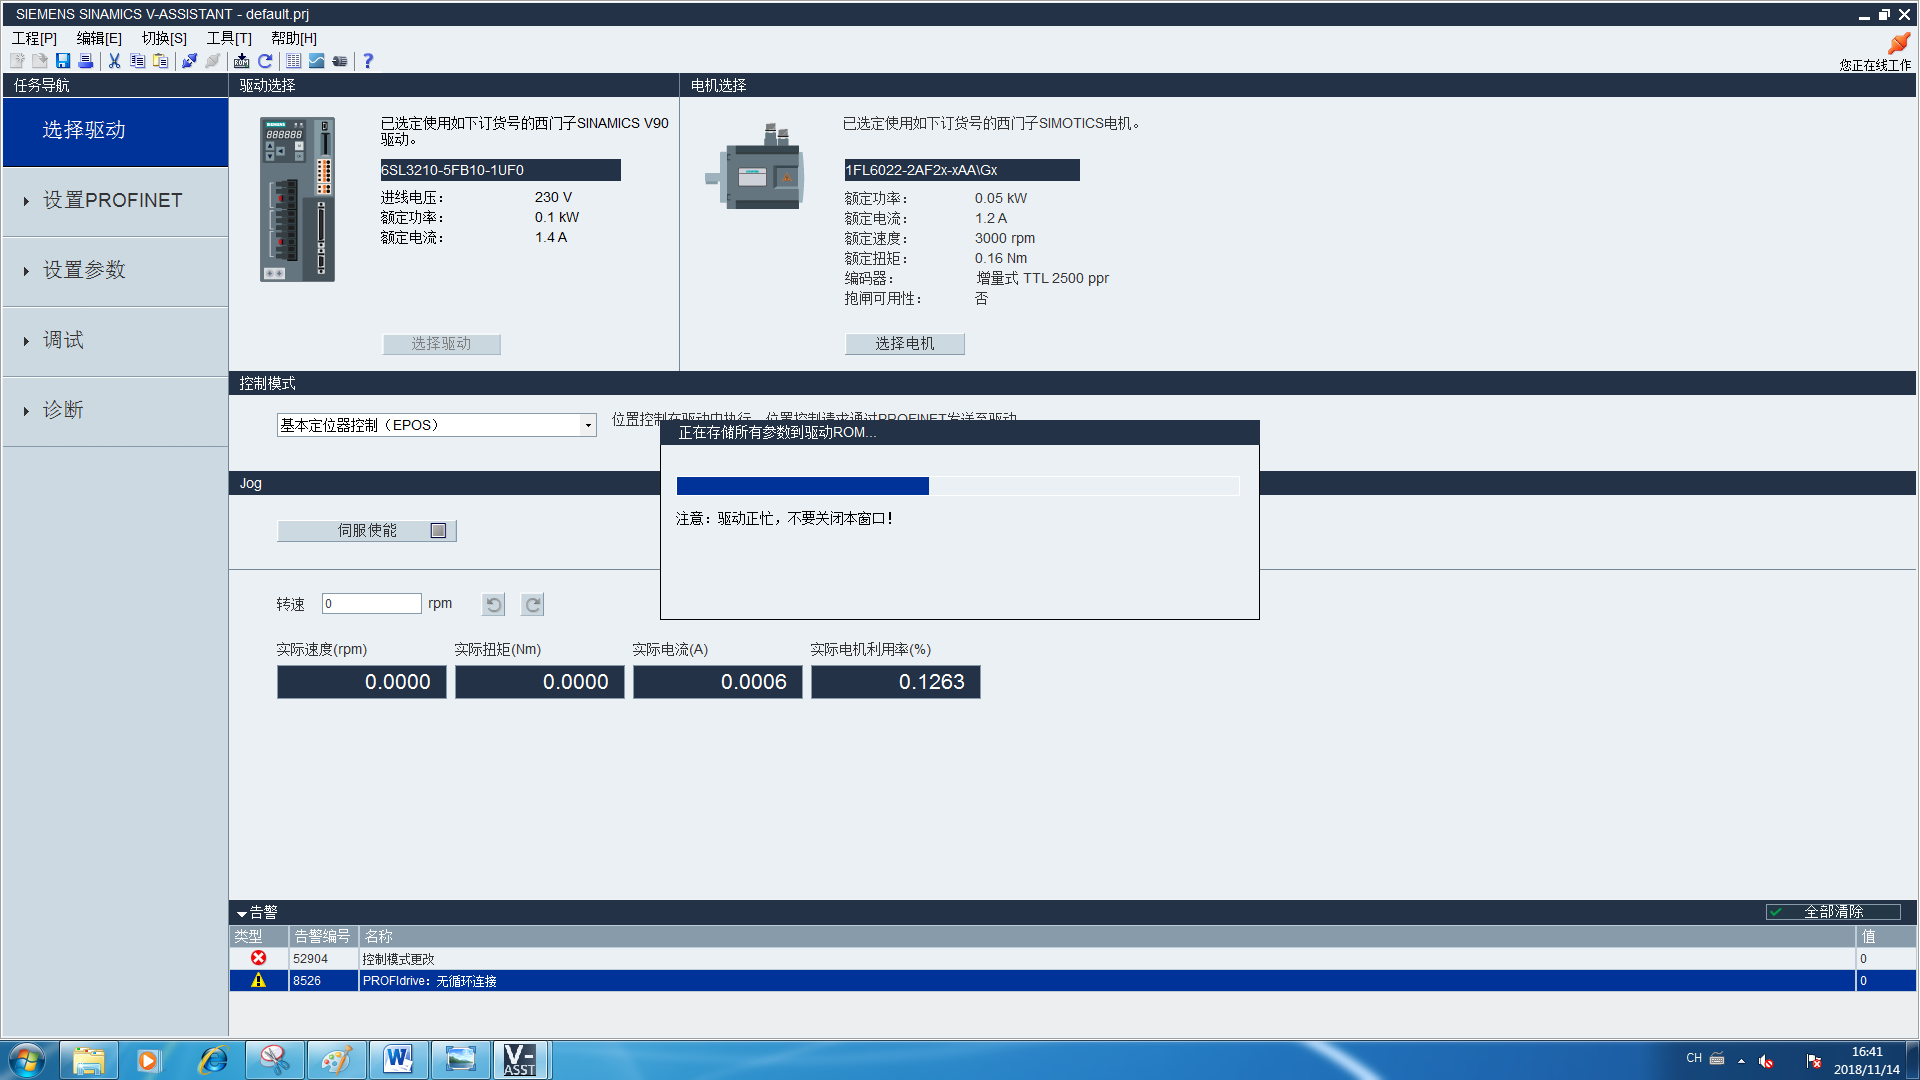 SIEMENS SINAMICS V-ASSISTANT - default.prj
工程[P] 编辑[E] 切换[S] 工具[T] 帮助[H]
您正在线工作
任务导航
选择驱动
设置PROFINET
设置参数
调试
诊断
驱动选择
已选定使用如下订货号的西门子SINAMICS V90
驱动。
6SL3210-5FB10-1UF0
进线电压： 230 V
额定功率： 0.1 kW
额定电流： 1.4 A
选择驱动
电机选择
已选定使用如下订货号的西门子SIMOTICS电机。
1FL6022-2AF2x-xAA\Gx
额定功率： 0.05 kW
额定电流： 1.2 A
额定速度： 3000 rpm
额定扭矩： 0.16 Nm
编码器： 增量式 TTL 2500 ppr
抱闸可用性： 否
选择电机
控制模式
基本定位器控制（EPOS）
位置控制在驱动中执行，位置控制请求通过PROFINET发送至驱动
正在存储所有参数到驱动ROM...
注意：驱动正忙，不要关闭本窗口！
Jog
伺服使能
转速 0 rpm
实际速度(rpm) 实际扭矩(Nm) 实际电流(A) 实际电机利用率(%)
0.0000 0.0000 0.0006 0.1263
告警
全部清除
类型 告警编号 名称 值
52904 控制模式更改 0
8526 PROFIdrive：无循环连接 0
V-
ASST
CH
16:41
2018/11/14